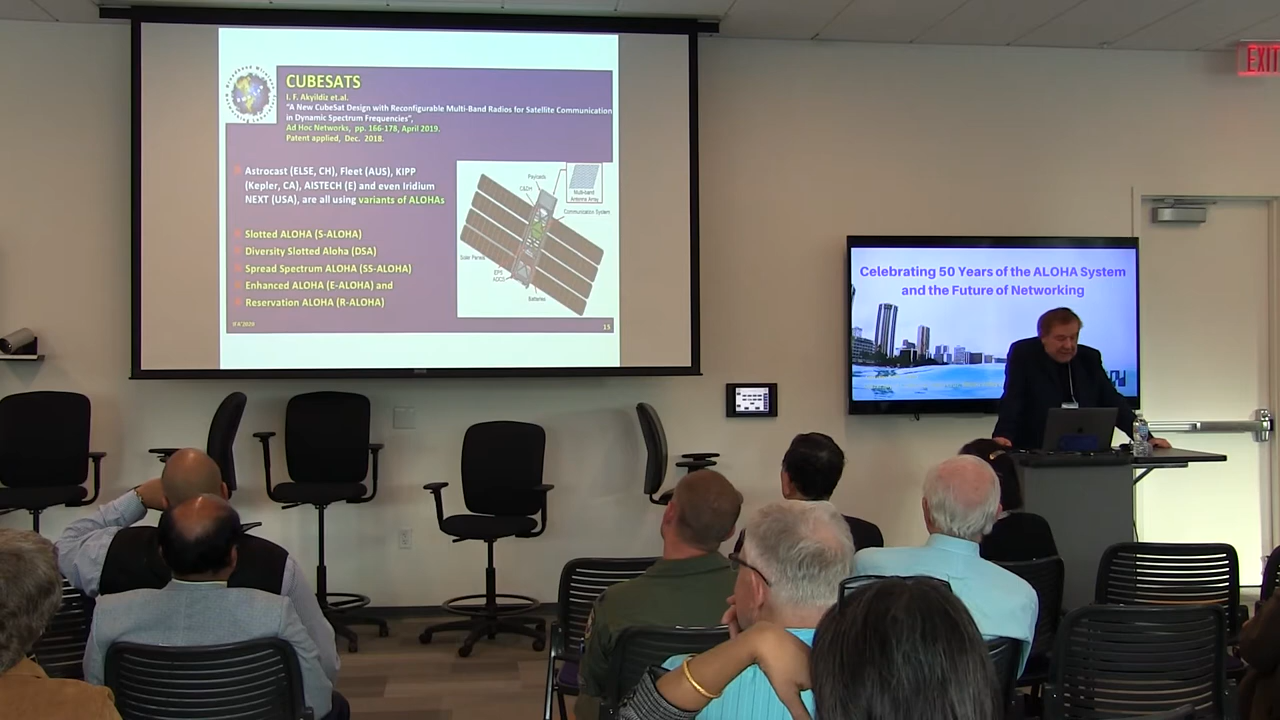 CUBESATS
I. F. Akyildiz et.al.
"A New CubeSat Design with Reconfigurable Multi-Band Radios for Satellite Communication
in Dynamic Spectrum Frequencies",
Ad Hoc Networks, pp. 166-178, April 2019.
Patent applied, Dec. 2018.
Astrocast (ELSE, CH), Fleet (AUS), KIPP
(Kepler, CA), AISTECH (E) and even Iridium
NEXT (USA), are all using variants of ALOHAs
Slotted ALOHA (S-ALOHA)
Diversity Slotted Aloha (DSA)
Spread Spectrum ALOHA (SS-ALOHA)
Enhanced ALOHA (E-ALOHA) and
Reservation ALOHA (R-ALOHA)
Payloads
C&DH
Multi-band
Antenna Array
Communication System
Solar Panels
EPS
ADCS
Batteries
IFA'2020
15
EXIT
Celebrating 50 Years of the ALOHA System
and the Future of Networking